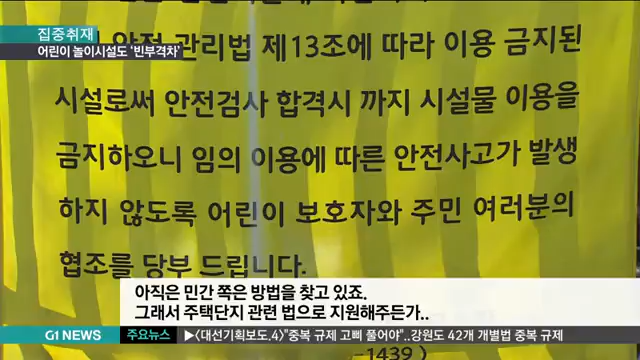 집중취재
어린이 놀이시설도 '빈부격차'
안전 관리법 제13조에 따라 이용 금지된
시설로써 안전검사 합격시 까지 시설물 이용을
금지하오니 임의 이용에 따른 안전사고가 발생
하지 않도록 어린이 보호자와 주민 여러분의
협조를 당부 드립니다.
아직은 민간 쪽은 방법을 찾고 있죠.
그래서 주택단지 관련 법으로 지원해주든가..
-1439 )
G1 NEWS 주요뉴스 ▶〈대선기획보도.4〉"중복 규제 고삐 풀어야"..강원도 42개 개별법 중복 규제